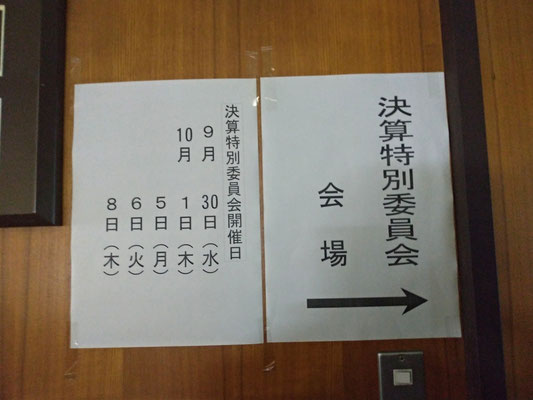 決算特別委員会
会場
決算特別委員会開催日
9月 30日(水)
10月 1日(木)
5日(月)
6日(火)
8日(木)